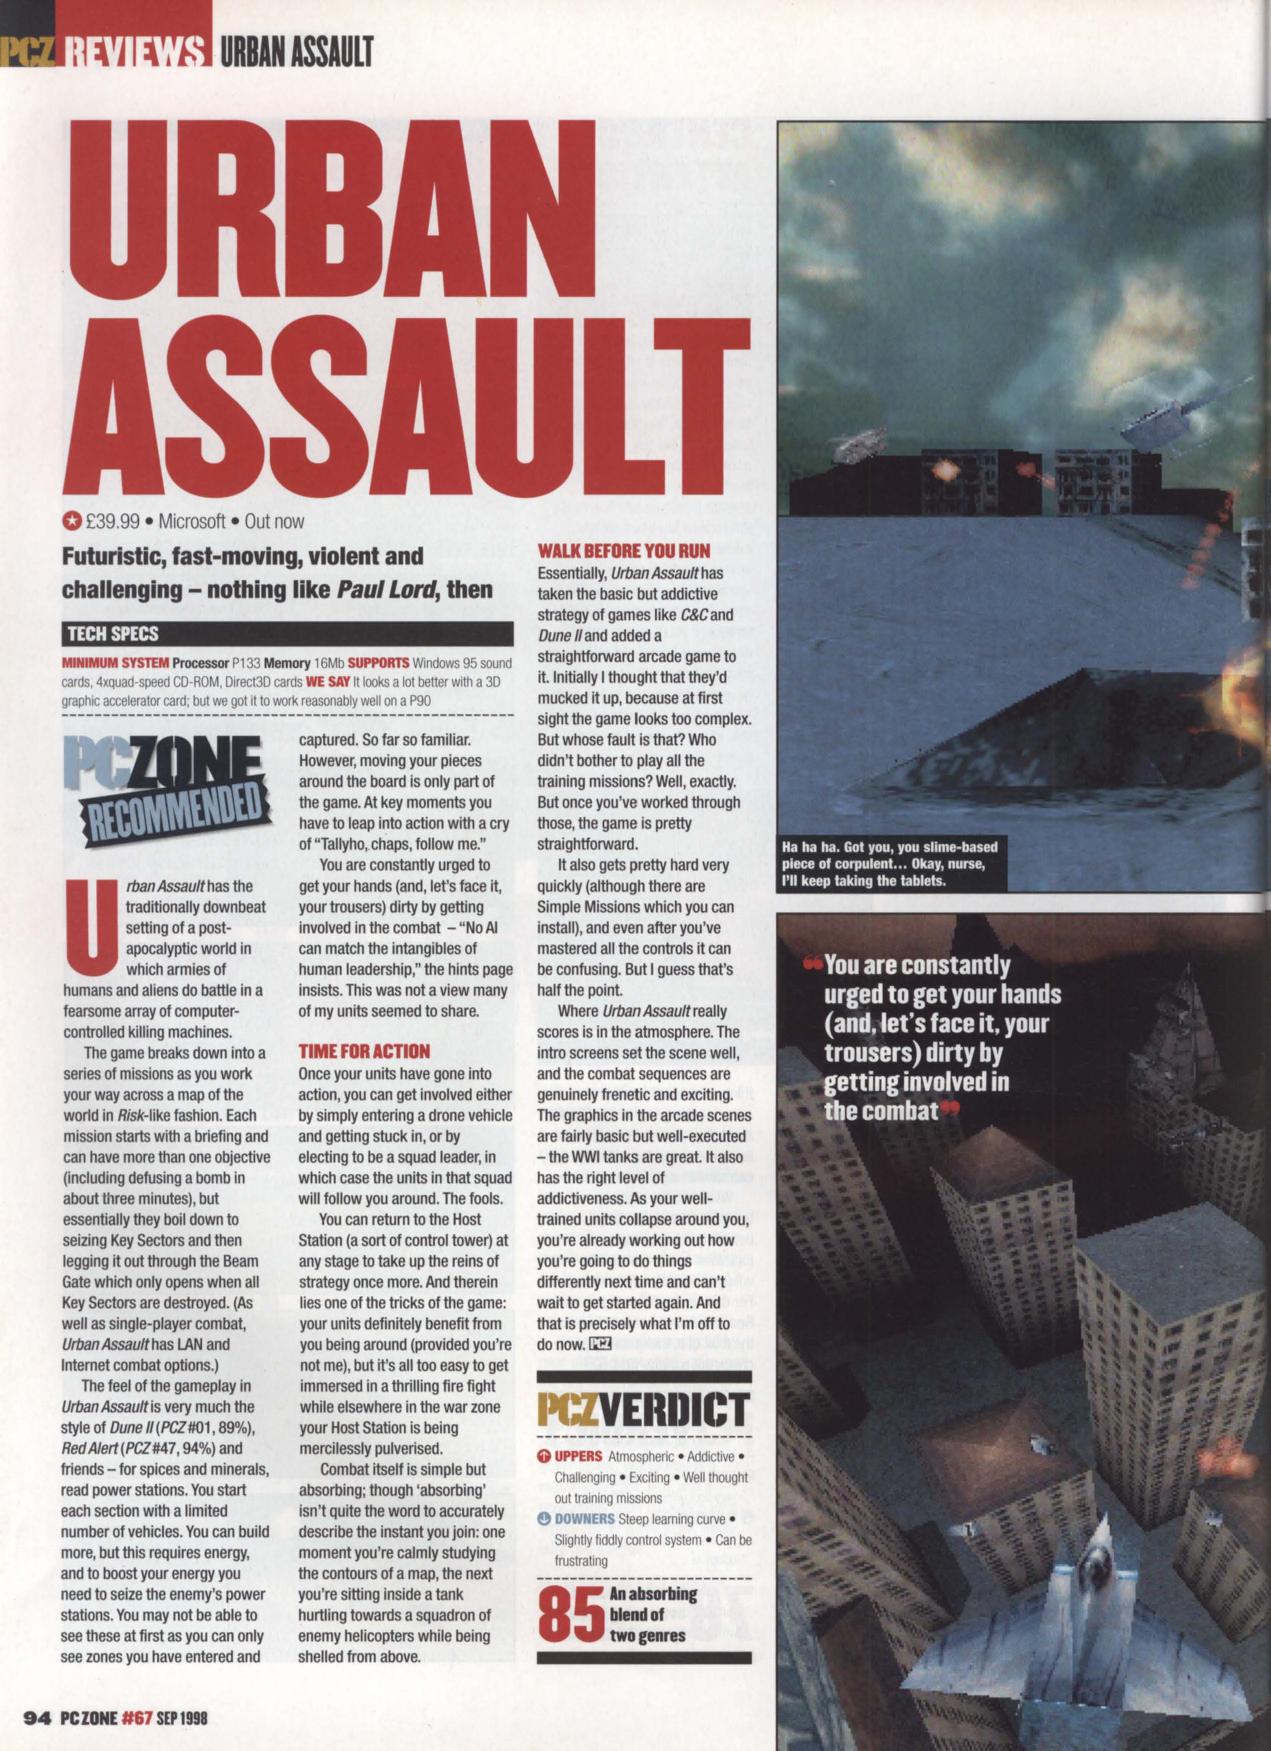 PCZ REVIEWS URBAN ASSAULT
URBAN
ASSAULT
£39.99 • Microsoft • Out now
Futuristic, fast-moving, violent and
challenging – nothing like Paul Lord, then
TECH SPECS
MINIMUM SYSTEM Processor P133 Memory 16Mb SUPPORTS Windows 95 sound
cards, 4xquad-speed CD-ROM, Direct3D cards WE SAY It looks a lot better with a 3D
graphic accelerator card; but we got it to work reasonably well on a P90
PCZONE
RECOMMENDED
Urban Assault has the
traditionally downbeat
setting of a post-
apocalyptic world in
which armies of
humans and aliens do battle in a
fearsome array of computer-
controlled killing machines.
The game breaks down into a
series of missions as you work
your way across a map of the
world in Risk-like fashion. Each
mission starts with a briefing and
can have more than one objective
(including defusing a bomb in
about three minutes), but
essentially they boil down to
seizing Key Sectors and then
legging it out through the Beam
Gate which only opens when all
Key Sectors are destroyed. (As
well as single-player combat,
Urban Assault has LAN and
Internet combat options.)
The feel of the gameplay in
Urban Assault is very much the
style of Dune II (PCZ #01, 89%),
Red Alert (PCZ #47, 94%) and
friends – for spices and minerals,
read power stations. You start
each section with a limited
number of vehicles. You can build
more, but this requires energy,
and to boost your energy you
need to seize the enemy's power
stations. You may not be able to
see these at first as you can only
see zones you have entered and
captured. So far so familiar.
However, moving your pieces
around the board is only part of
the game. At key moments you
have to leap into action with a cry
of "Tallyho, chaps, follow me."
You are constantly urged to
get your hands (and, let's face it,
your trousers) dirty by getting
involved in the combat – "No AI
can match the intangibles of
human leadership," the hints page
insists. This was not a view many
of my units seemed to share.
TIME FOR ACTION
Once your units have gone into
action, you can get involved either
by simply entering a drone vehicle
and getting stuck in, or by
electing to be a squad leader, in
which case the units in that squad
will follow you around. The fools.
You can return to the Host
Station (a sort of control tower) at
any stage to take up the reins of
strategy once more. And therein
lies one of the tricks of the game:
your units definitely benefit from
you being around (provided you're
not me), but it's all too easy to get
immersed in a thrilling fire fight
while elsewhere in the war zone
your Host Station is being
mercilessly pulverised.
Combat itself is simple but
absorbing; though 'absorbing'
isn't quite the word to accurately
describe the instant you join: one
moment you're calmly studying
the contours of a map, the next
you're sitting inside a tank
hurtling towards a squadron of
enemy helicopters while being
shelled from above.
WALK BEFORE YOU RUN
Essentially, Urban Assault has
taken the basic but addictive
strategy of games like C&C and
Dune II and added a
straightforward arcade game to
it. Initially I thought that they'd
mucked it up, because at first
sight the game looks too complex.
But whose fault is that? Who
didn't bother to play all the
training missions? Well, exactly.
But once you've worked through
those, the game is pretty
straightforward.
It also gets pretty hard very
quickly (although there are
Simple Missions which you can
install), and even after you've
mastered all the controls it can
be confusing. But I guess that's
half the point.
Where Urban Assault really
scores is in the atmosphere. The
intro screens set the scene well,
and the combat sequences are
genuinely frenetic and exciting.
The graphics in the arcade scenes
are fairly basic but well-executed
– the WWI tanks are great. It also
has the right level of
addictiveness. As your well-
trained units collapse around you,
you're already working out how
you're going to do things
differently next time and can't
wait to get started again. And
that is precisely what I'm off to
do now. PCZ
PCZVERDICT
UPPERS Atmospheric • Addictive •
Challenging • Exciting • Well thought
out training missions
DOWNERS Steep learning curve •
Slightly fiddly control system • Can be
frustrating
85 An absorbing
blend of
two genres
Ha ha ha. Got you, you slime-based
piece of corpulent... Okay, nurse,
I'll keep taking the tablets.
"You are constantly
urged to get your hands
(and, let's face it, your
trousers) dirty by
getting involved in
the combat"
94 PC ZONE #67 SEP 1998